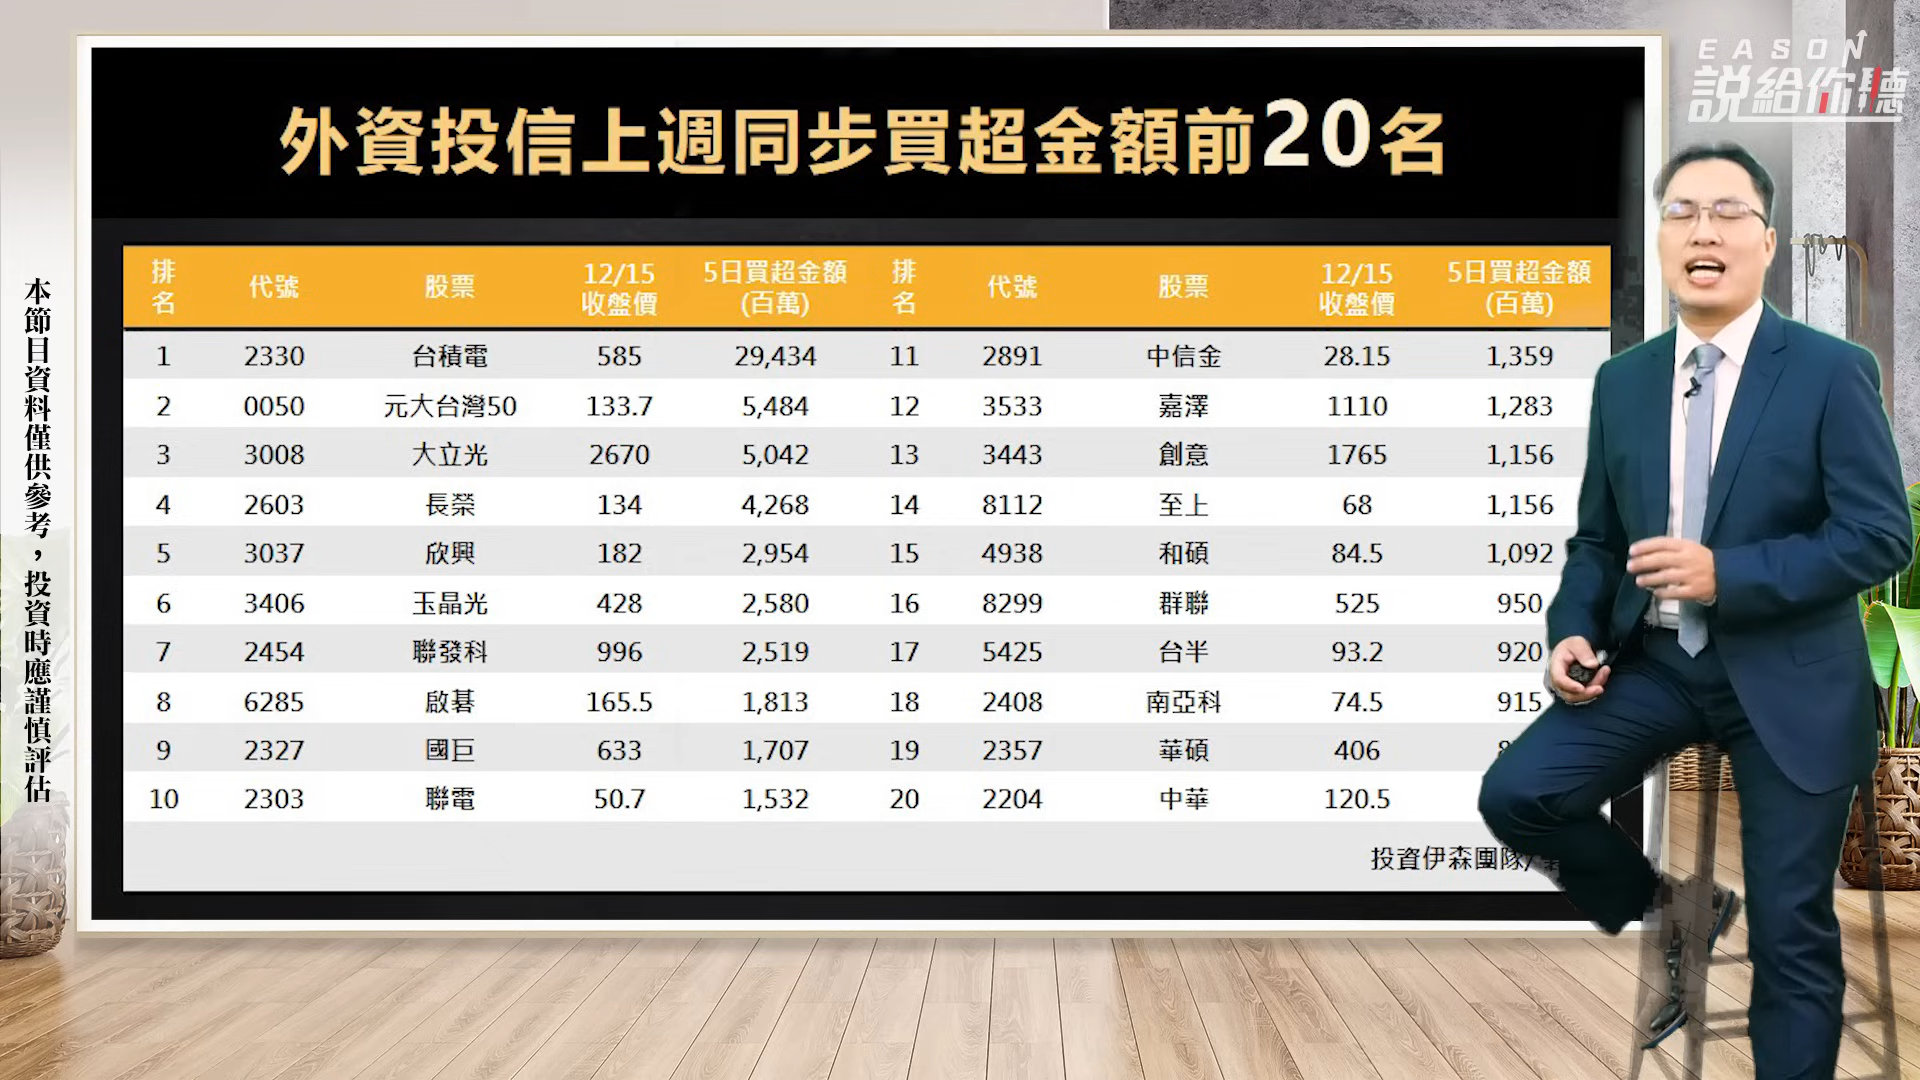 EASON
說給你聽
外資投信上週同步買超金額前20名
排名 代號 股票 12/15收盤價 5日買超金額(百萬) 排名 代號 股票 12/15收盤價 5日買超金額(百萬)
1 2330 台積電 585 29,434 11 2891 中信金 28.15 1,359
2 0050 元大台灣50 133.7 5,484 12 3533 嘉澤 1110 1,283
3 3008 大立光 2670 5,042 13 3443 創意 1765 1,156
4 2603 長榮 134 4,268 14 8112 至上 68 1,156
5 3037 欣興 182 2,954 15 4938 和碩 84.5 1,092
6 3406 玉晶光 428 2,580 16 8299 群聯 525 950
7 2454 聯發科 996 2,519 17 5425 台半 93.2 920
8 6285 啟碁 165.5 1,813 18 2408 南亞科 74.5 915
9 2327 國巨 633 1,707 19 2357 華碩 406
10 2303 聯電 50.7 1,532 20 2204 中華 120.5
投資伊森團隊/
本節目資料僅供參考，投資時應謹慎評估